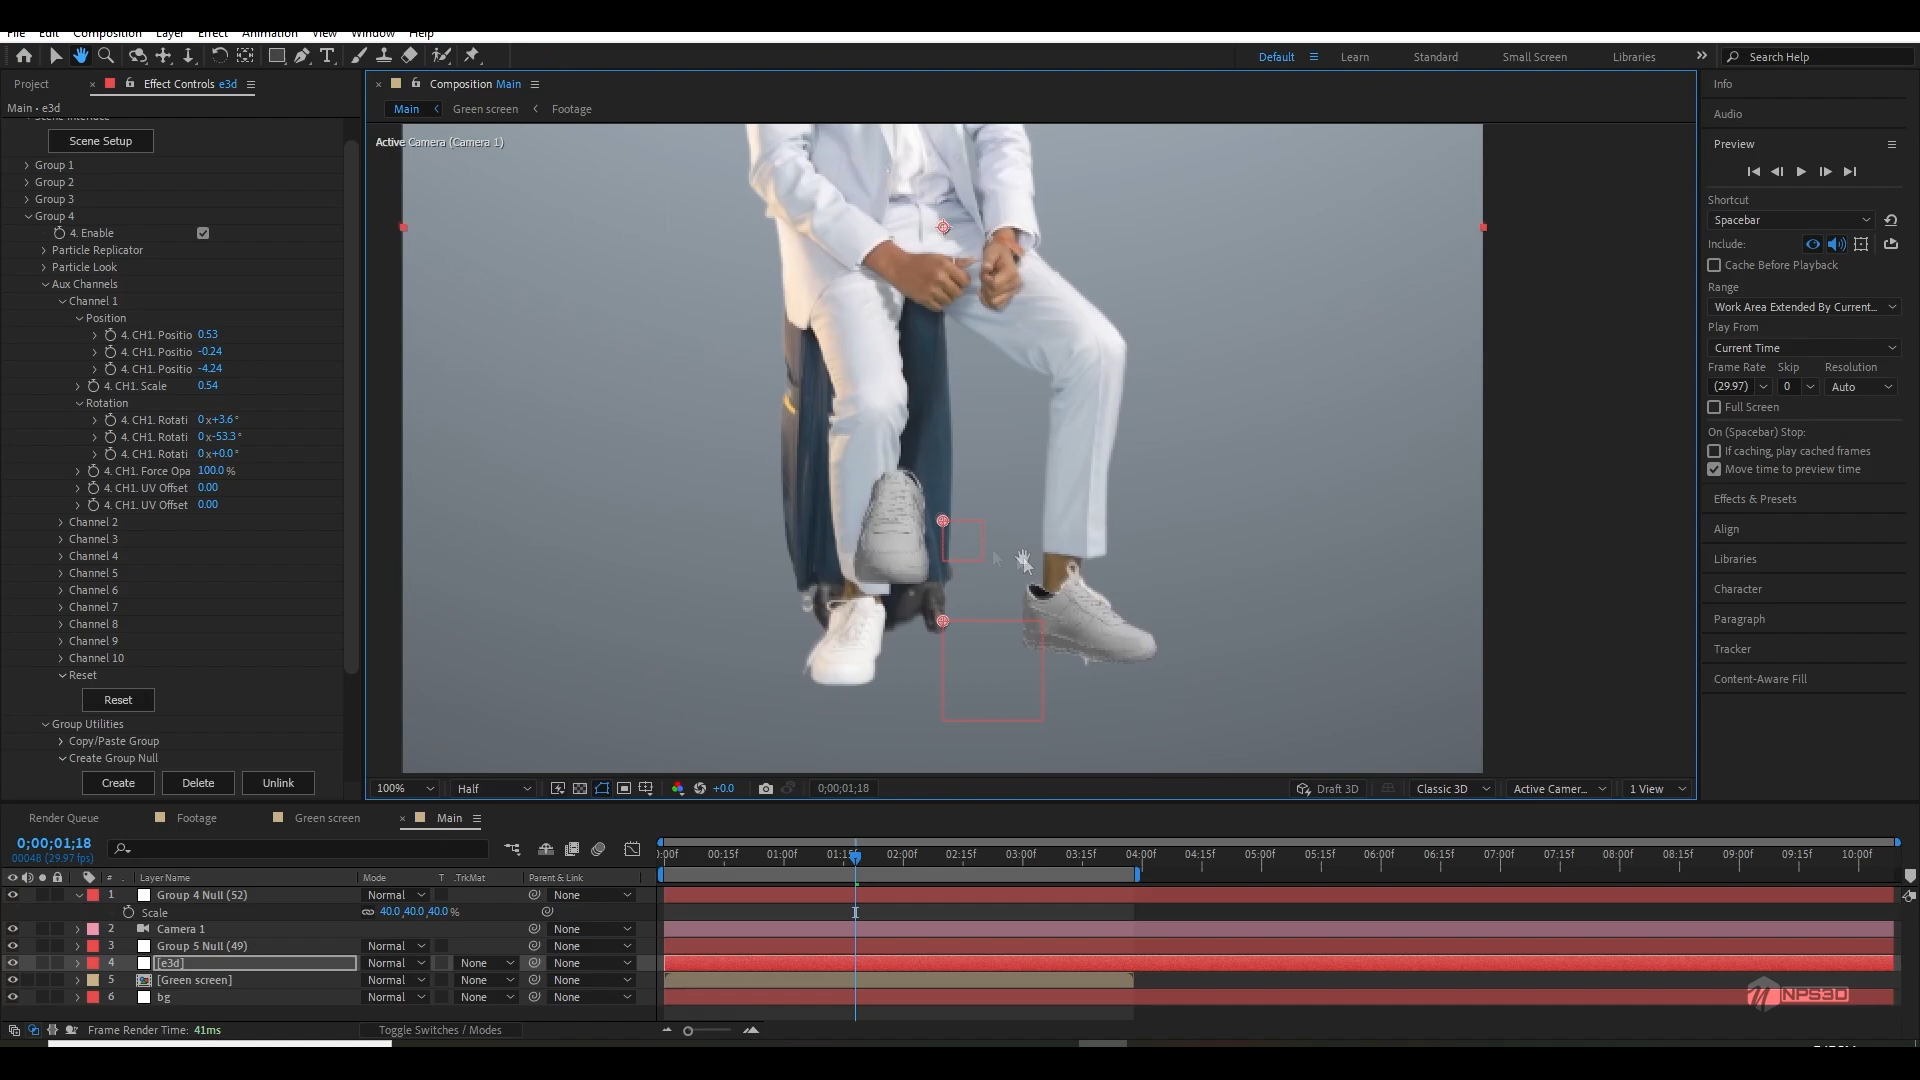 File Edit Composition Layer Effect Animation View Window Help
Default Learn Standard Small Screen Libraries Search Help
Project Effect Controls e3d
Composition Main
Info
Main • e3d
Main Green screen Footage
Audio
Scene Interface
Scene Setup
Active Camera (Camera 1)
Preview
Group 1
Group 2
Group 3
Group 4
4. Enable
Particle Replicator
Particle Look
Aux Channels
Channel 1
Position
4. CH1. Positio 0.53
4. CH1. Positio -0.24
4. CH1. Positio -4.24
4. CH1. Scale 0.54
Rotation
4. CH1. Rotati 0x+3.6°
4. CH1. Rotati 0x-53.3°
4. CH1. Rotati 0x+0.0°
4. CH1. Force Opa 100.0 %
4. CH1. UV Offset 0.00
4. CH1. UV Offset 0.00
Channel 2
Channel 3
Channel 4
Channel 5
Channel 6
Channel 7
Channel 8
Channel 9
Channel 10
Reset
Reset
Group Utilities
Copy/Paste Group
Create Group Null
Create Delete Unlink
Shortcut
Spacebar
Include:
Cache Before Playback
Range
Work Area Extended By Current...
Play From
Current Time
Frame Rate Skip Resolution
(29.97) 0 Auto
Full Screen
On (Spacebar) Stop:
If caching, play cached frames
Move time to preview time
Effects & Presets
Align
Libraries
Character
Paragraph
Tracker
Content-Aware Fill
100% Half +0.0 0;00;01;18 Draft 3D Classic 3D Active Camer... 1 View
Render Queue Footage Green screen Main
0;00;01;18
00048 (29.97 fps)
:00f 00:15f 01:00f 01:15f 02:00f 02:15f 03:00f 03:15f 04:00f 04:15f 05:00f 05:15f 06:00f 06:15f 07:00f 07:15f 08:00f 08:15f 09:00f 09:15f 10:00f
# Layer Name Mode T .TrkMat Parent & Link
1 Group 4 Null (52) Normal None
Scale 40.0,40.0,40.0 %
2 Camera 1 None
3 Group 5 Null (49) Normal None
4 [e3d] Normal None None
5 [Green screen] Normal None None
6 bg Normal None None
NPS3D
Frame Render Time: 41ms Toggle Switches / Modes